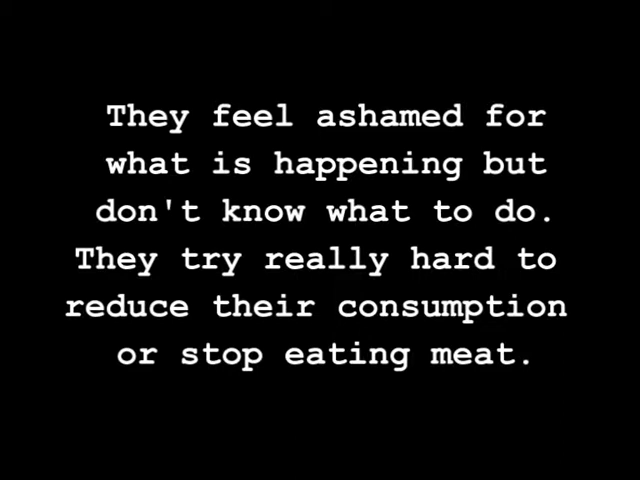 They feel ashamed for
what is happening but
don't know what to do.
They try really hard to
reduce their consumption
or stop eating meat.